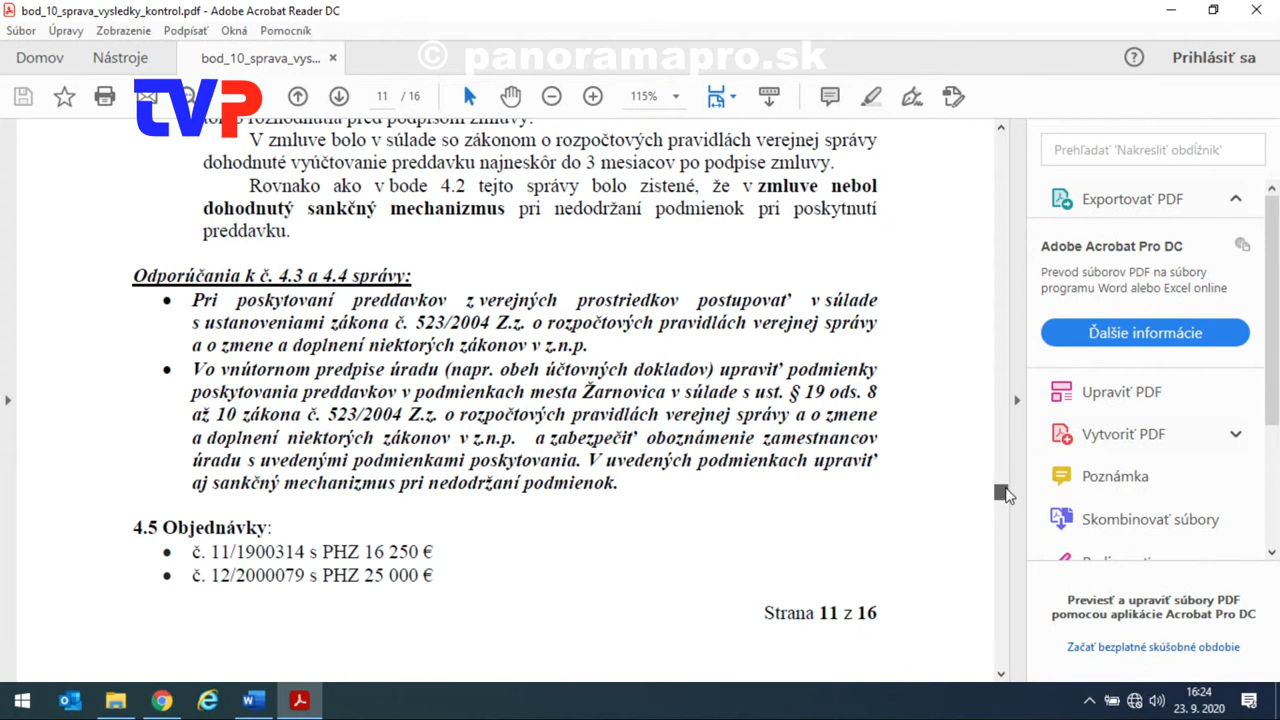 bod_10_sprava_vysledky_kontrol.pdf - Adobe Acrobat Reader DC
Súbor Úpravy Zobrazenie Podpísať Okná Pomocník
© panoramapro.sk
Domov Nástroje bod_10_sprava_vys... × Prihlásiť sa
TVP
11 / 16 115%
V zmluve bolo v súlade so zákonom o rozpočtových pravidlách verejnej správy
dohodnuté vyúčtovanie preddavku najneskôr do 3 mesiacov po podpise zmluvy.
Rovnako ako v bode 4.2 tejto správy bolo zistené, že v zmluve nebol
dohodnutý sankčný mechanizmus pri nedodržaní podmienok pri poskytnutí
preddavku.
Odporúčania k č. 4.3 a 4.4 správy:
• Pri poskytovaní preddavkov z verejných prostriedkov postupovať v súlade
s ustanoveniami zákona č. 523/2004 Z.z. o rozpočtových pravidlách verejnej správy
a o zmene a doplnení niektorých zákonov v z.n.p.
• Vo vnútornom predpise úradu (napr. obeh účtovných dokladov) upraviť podmienky
poskytovania preddavkov v podmienkach mesta Žarnovica v súlade s ust. § 19 ods. 8
až 10 zákona č. 523/2004 Z.z. o rozpočtových pravidlách verejnej správy a o zmene
a doplnení niektorých zákonov v z.n.p. a zabezpečiť oboznámenie zamestnancov
úradu s uvedenými podmienkami poskytovania. V uvedených podmienkach upraviť
aj sankčný mechanizmus pri nedodržaní podmienok.
4.5 Objednávky:
• č. 11/1900314 s PHZ 16 250 €
• č. 12/2000079 s PHZ 25 000 €
Strana 11 z 16
Prehľadať 'Nakresliť obdĺžnik'
Exportovať PDF
Adobe Acrobat Pro DC
Prevod súborov PDF na súbory
programu Word alebo Excel online
Ďalšie informácie
Upraviť PDF
Vytvoriť PDF
Poznámka
Skombinovať súbory
Previesť a upraviť súbory PDF
pomocou aplikácie Acrobat Pro DC
Začať bezplatné skúšobné obdobie
16:24
23. 9. 2020